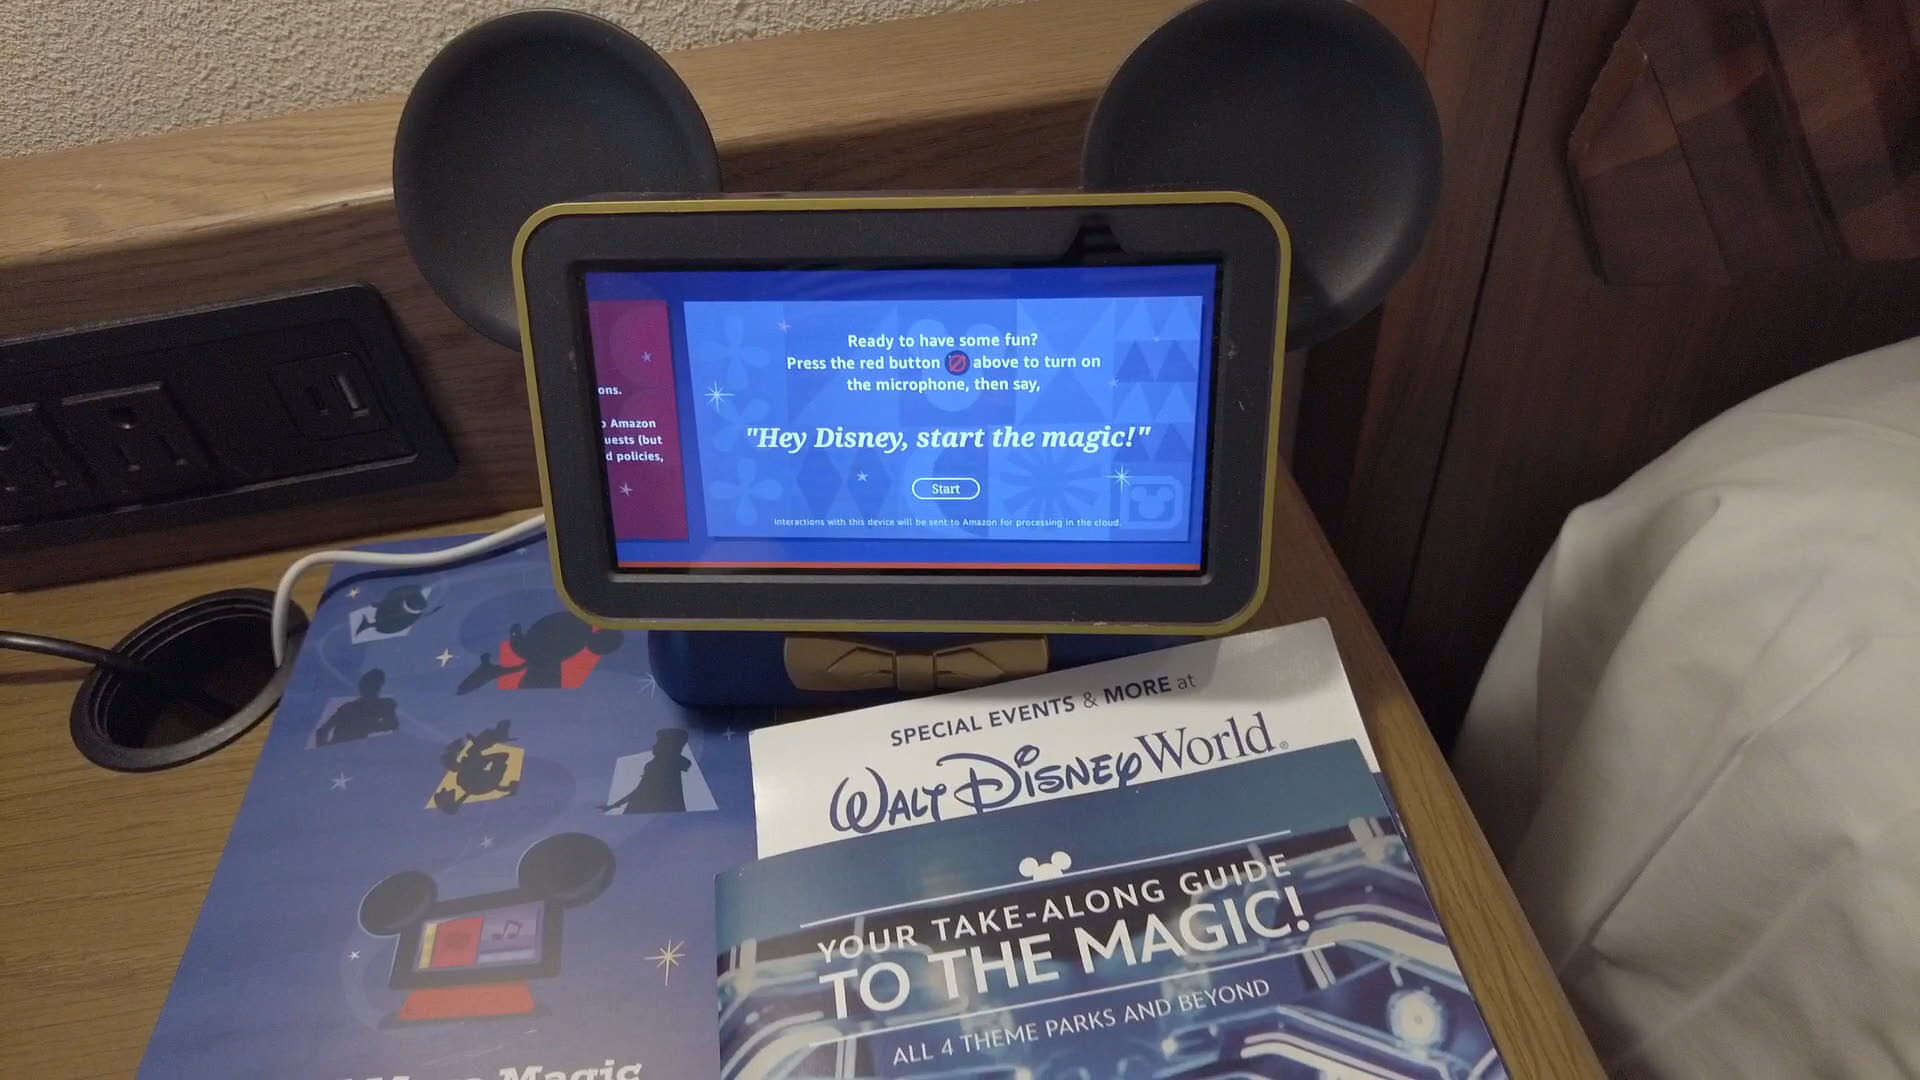 ons.
Amazon
uests (but
d policies,
Ready to have some fun?
Press the red button above to turn on
the microphone, then say,
"Hey Disney, start the magic!"
Start
Interactions with this device will be sent to Amazon for processing in the cloud.
SPECIAL EVENTS & MORE at
WALT DISNEY World®
YOUR TAKE-ALONG GUIDE
TO THE MAGIC!
ALL 4 THEME PARKS AND BEYOND
Magic